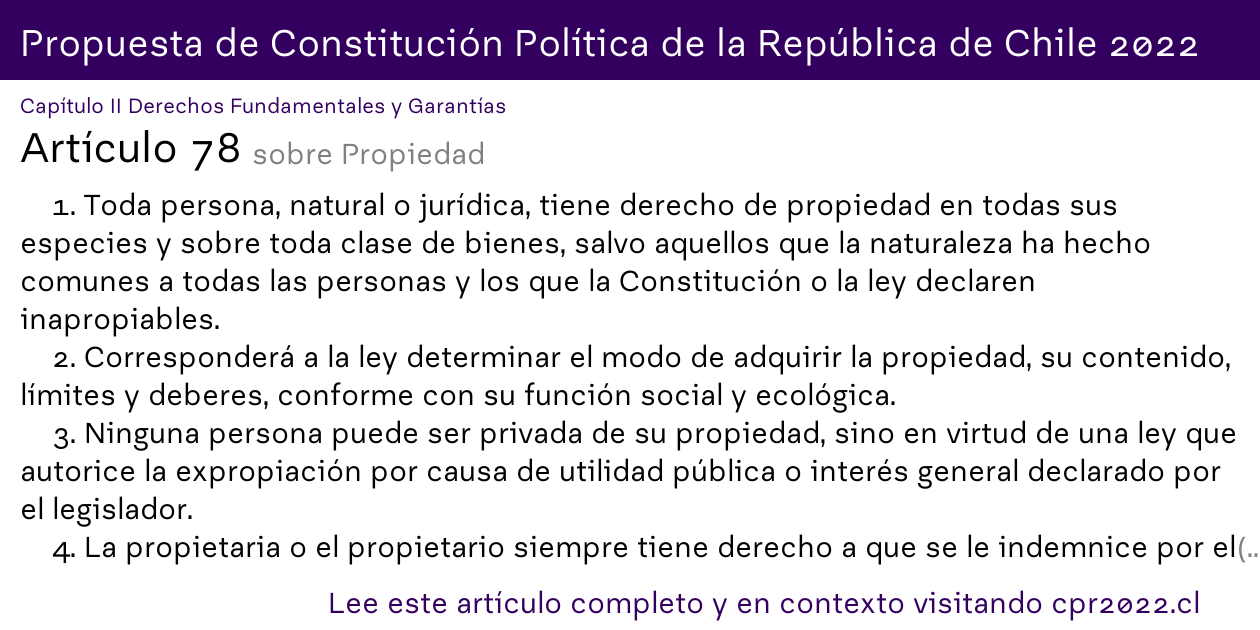 Propuesta de Constitución Política de la República de Chile 2022
Capítulo II Derechos Fundamentales y Garantías
Artículo 78 sobre Propiedad
1. Toda persona, natural o jurídica, tiene derecho de propiedad en todas sus
especies y sobre toda clase de bienes, salvo aquellos que la naturaleza ha hecho
comunes a todas las personas y los que la Constitución o la ley declaren
inapropiables.
2. Corresponderá a la ley determinar el modo de adquirir la propiedad, su contenido,
límites y deberes, conforme con su función social y ecológica.
3. Ninguna persona puede ser privada de su propiedad, sino en virtud de una ley que
autorice la expropiación por causa de utilidad pública o interés general declarado por
el legislador.
4. La propietaria o el propietario siempre tiene derecho a que se le indemnice por el(..
Lee este artículo completo y en contexto visitando cpr2022.cl